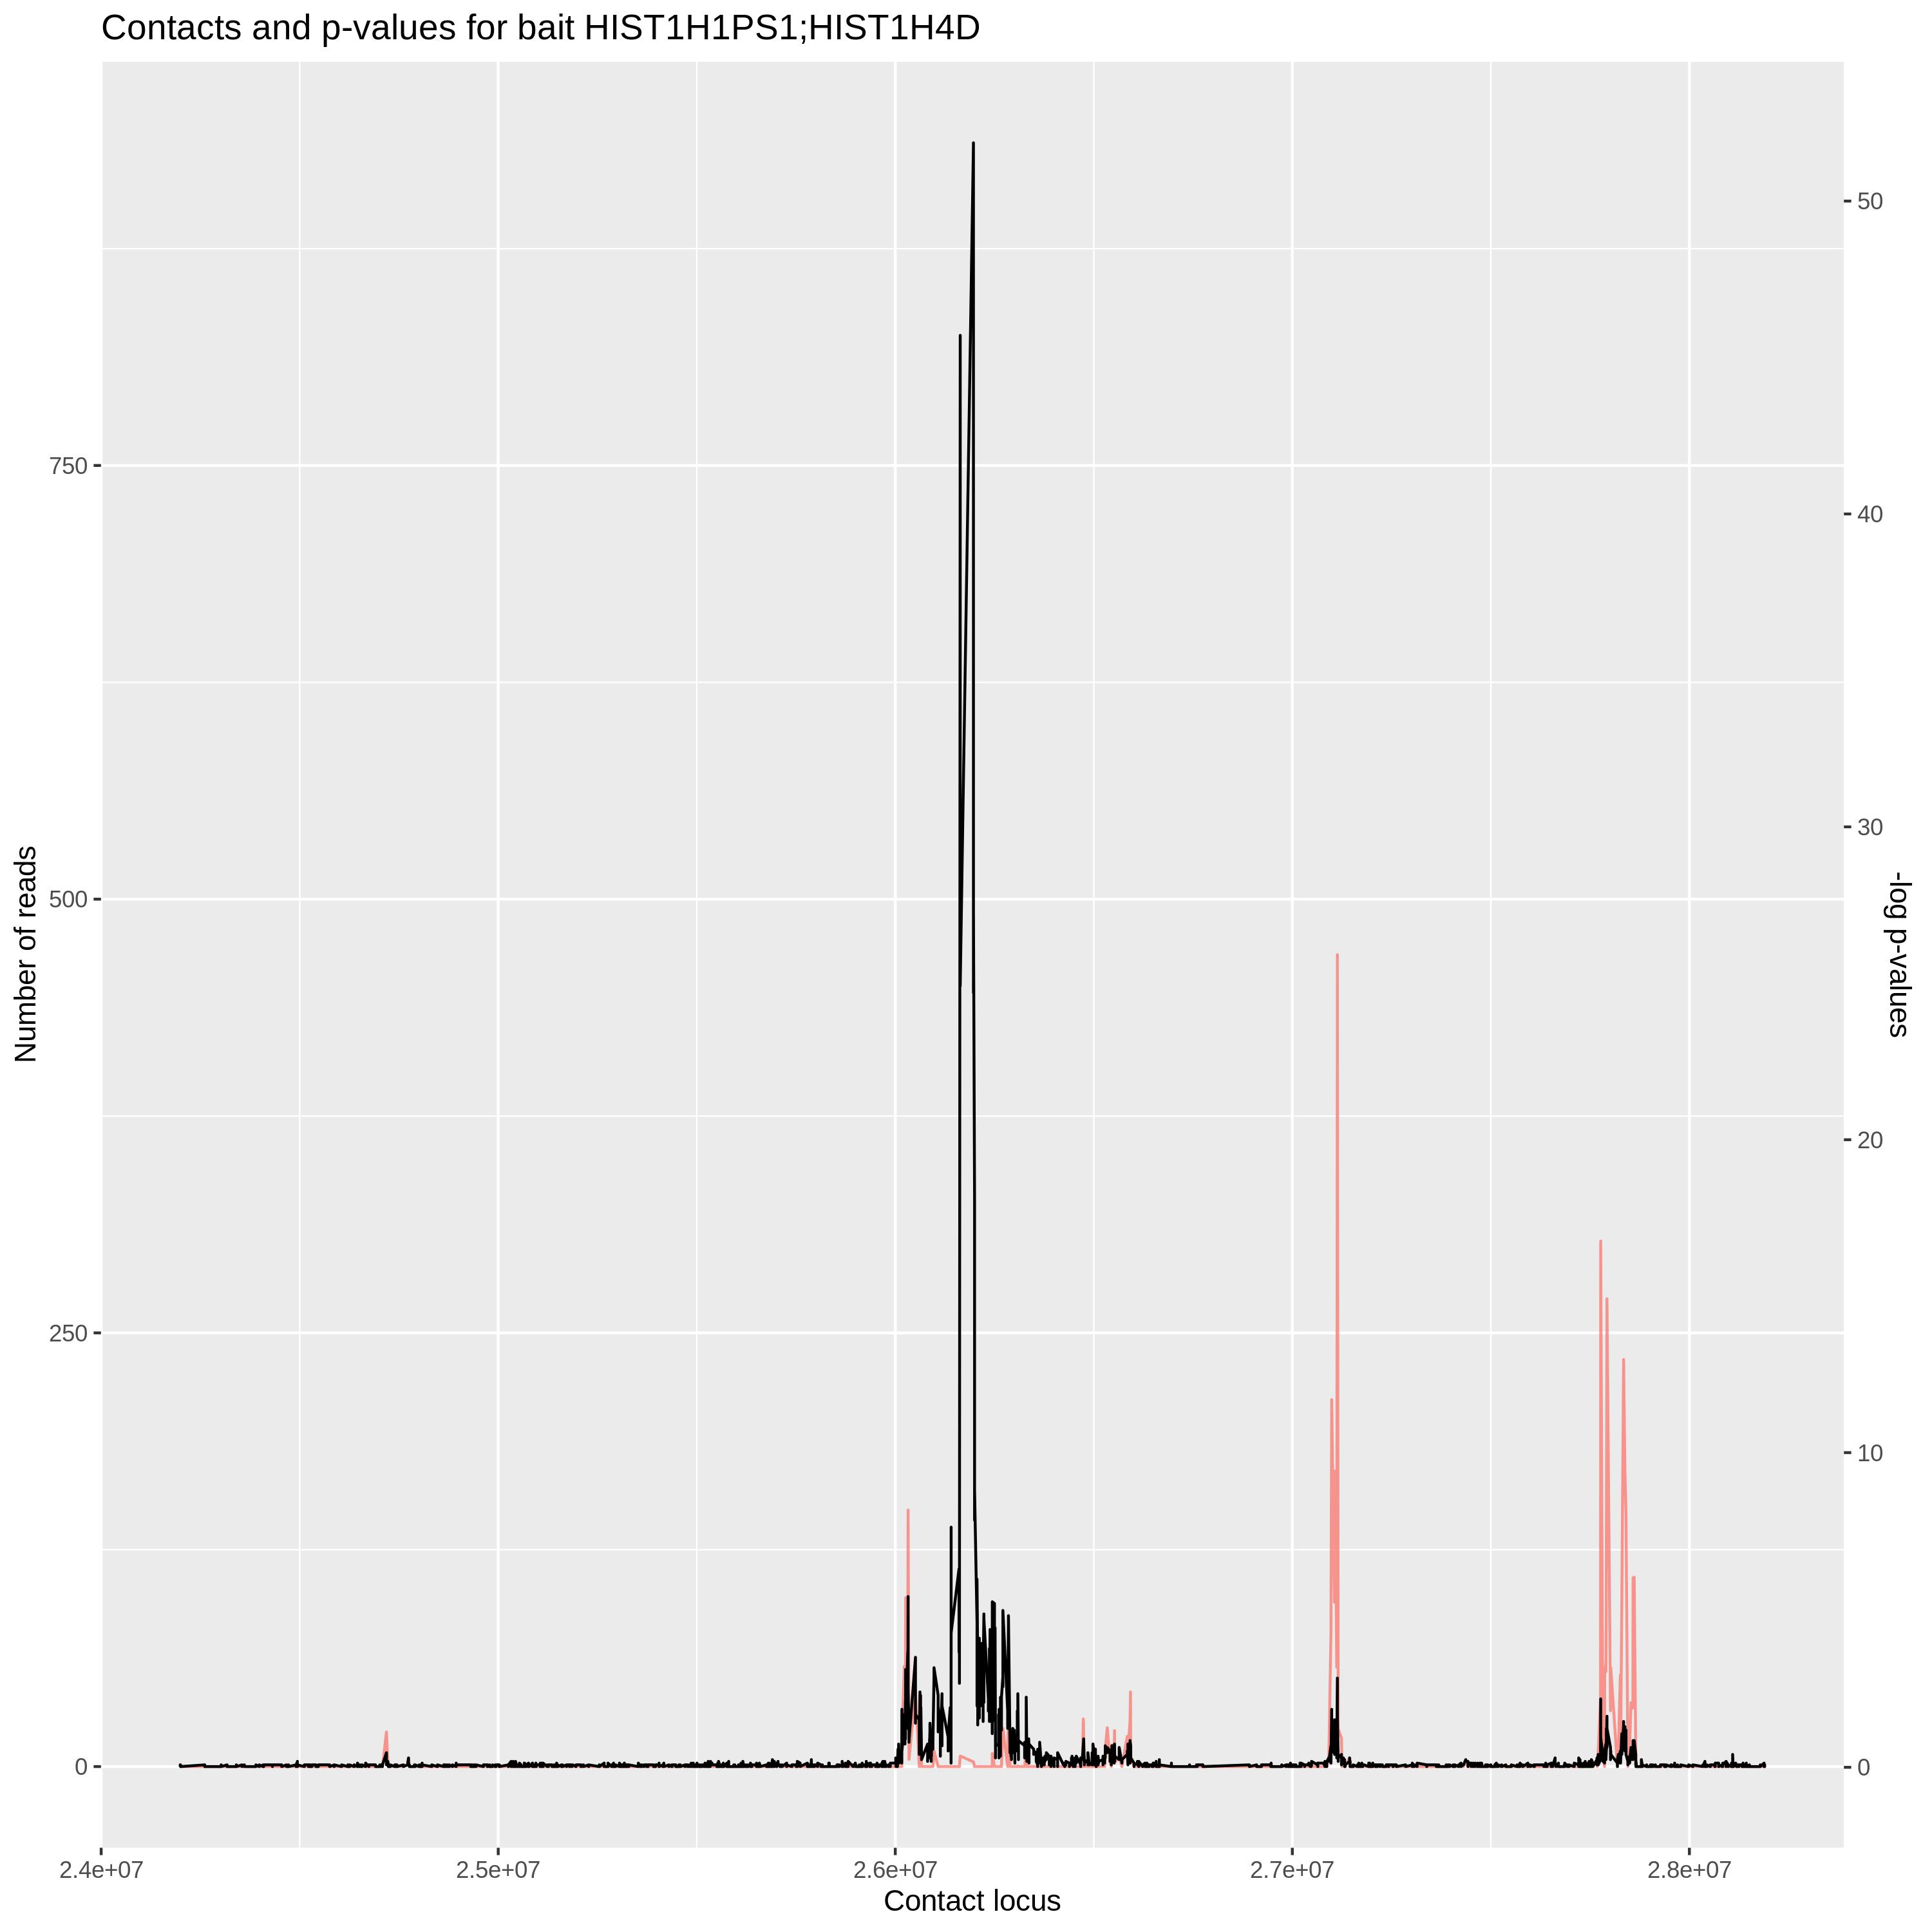 Contacts and p-values for bait HIST1H1PS1;HIST1H4D
Number of reads
750
500
250
0
50
40
30
20
10
0
-log p-values
2.4e+07 2.5e+07 2.6e+07 2.7e+07 2.8e+07
Contact locus